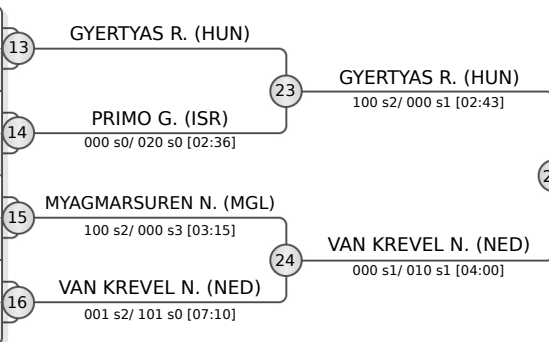 GYERTYAS R. (HUN)
13
23
GYERTYAS R. (HUN)
100 s2/ 000 s1 [02:43]
PRIMO G. (ISR)
14
000 s0/ 020 s0 [02:36]
MYAGMARSUREN N. (MGL)
15
100 s2/ 000 s3 [03:15]
24
VAN KREVEL N. (NED)
000 s1/ 010 s1 [04:00]
VAN KREVEL N. (NED)
16
001 s2/ 101 s0 [07:10]